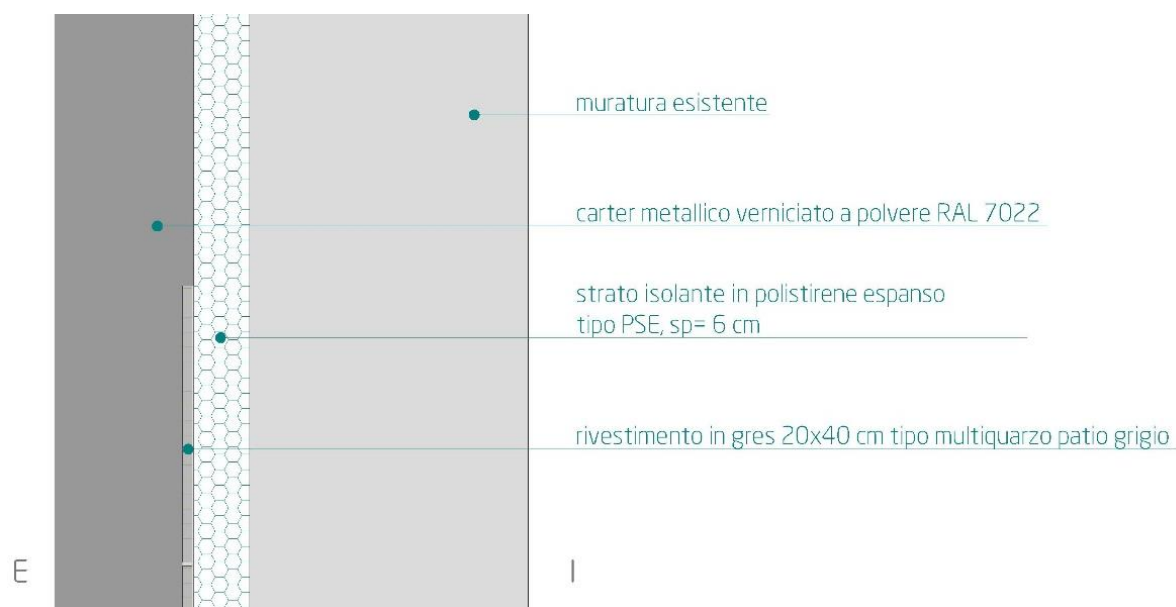 muratura esistente
carter metallico verniciato a polvere RAL 7022
strato isolante in polistirene espanso
tipo PSE, sp= 6 cm
rivestimento in gres 20x40 cm tipo multiquarzo patio grigio
E
I